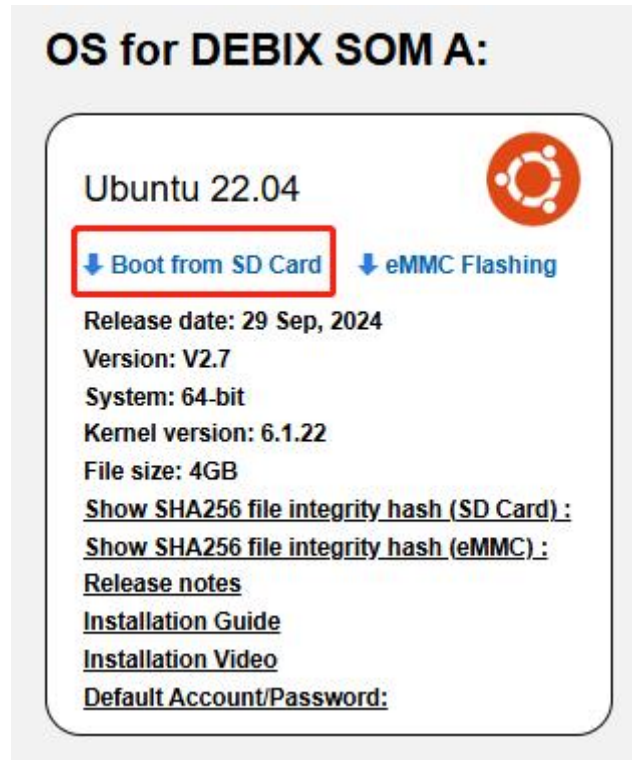 OS for DEBIX SOM A:
Ubuntu 22.04
Boot from SD Card eMMC Flashing
Release date: 29 Sep, 2024
Version: V2.7
System: 64-bit
Kernel version: 6.1.22
File size: 4GB
Show SHA256 file integrity hash (SD Card) :
Show SHA256 file integrity hash (eMMC) :
Release notes
Installation Guide
Installation Video
Default Account/Password: